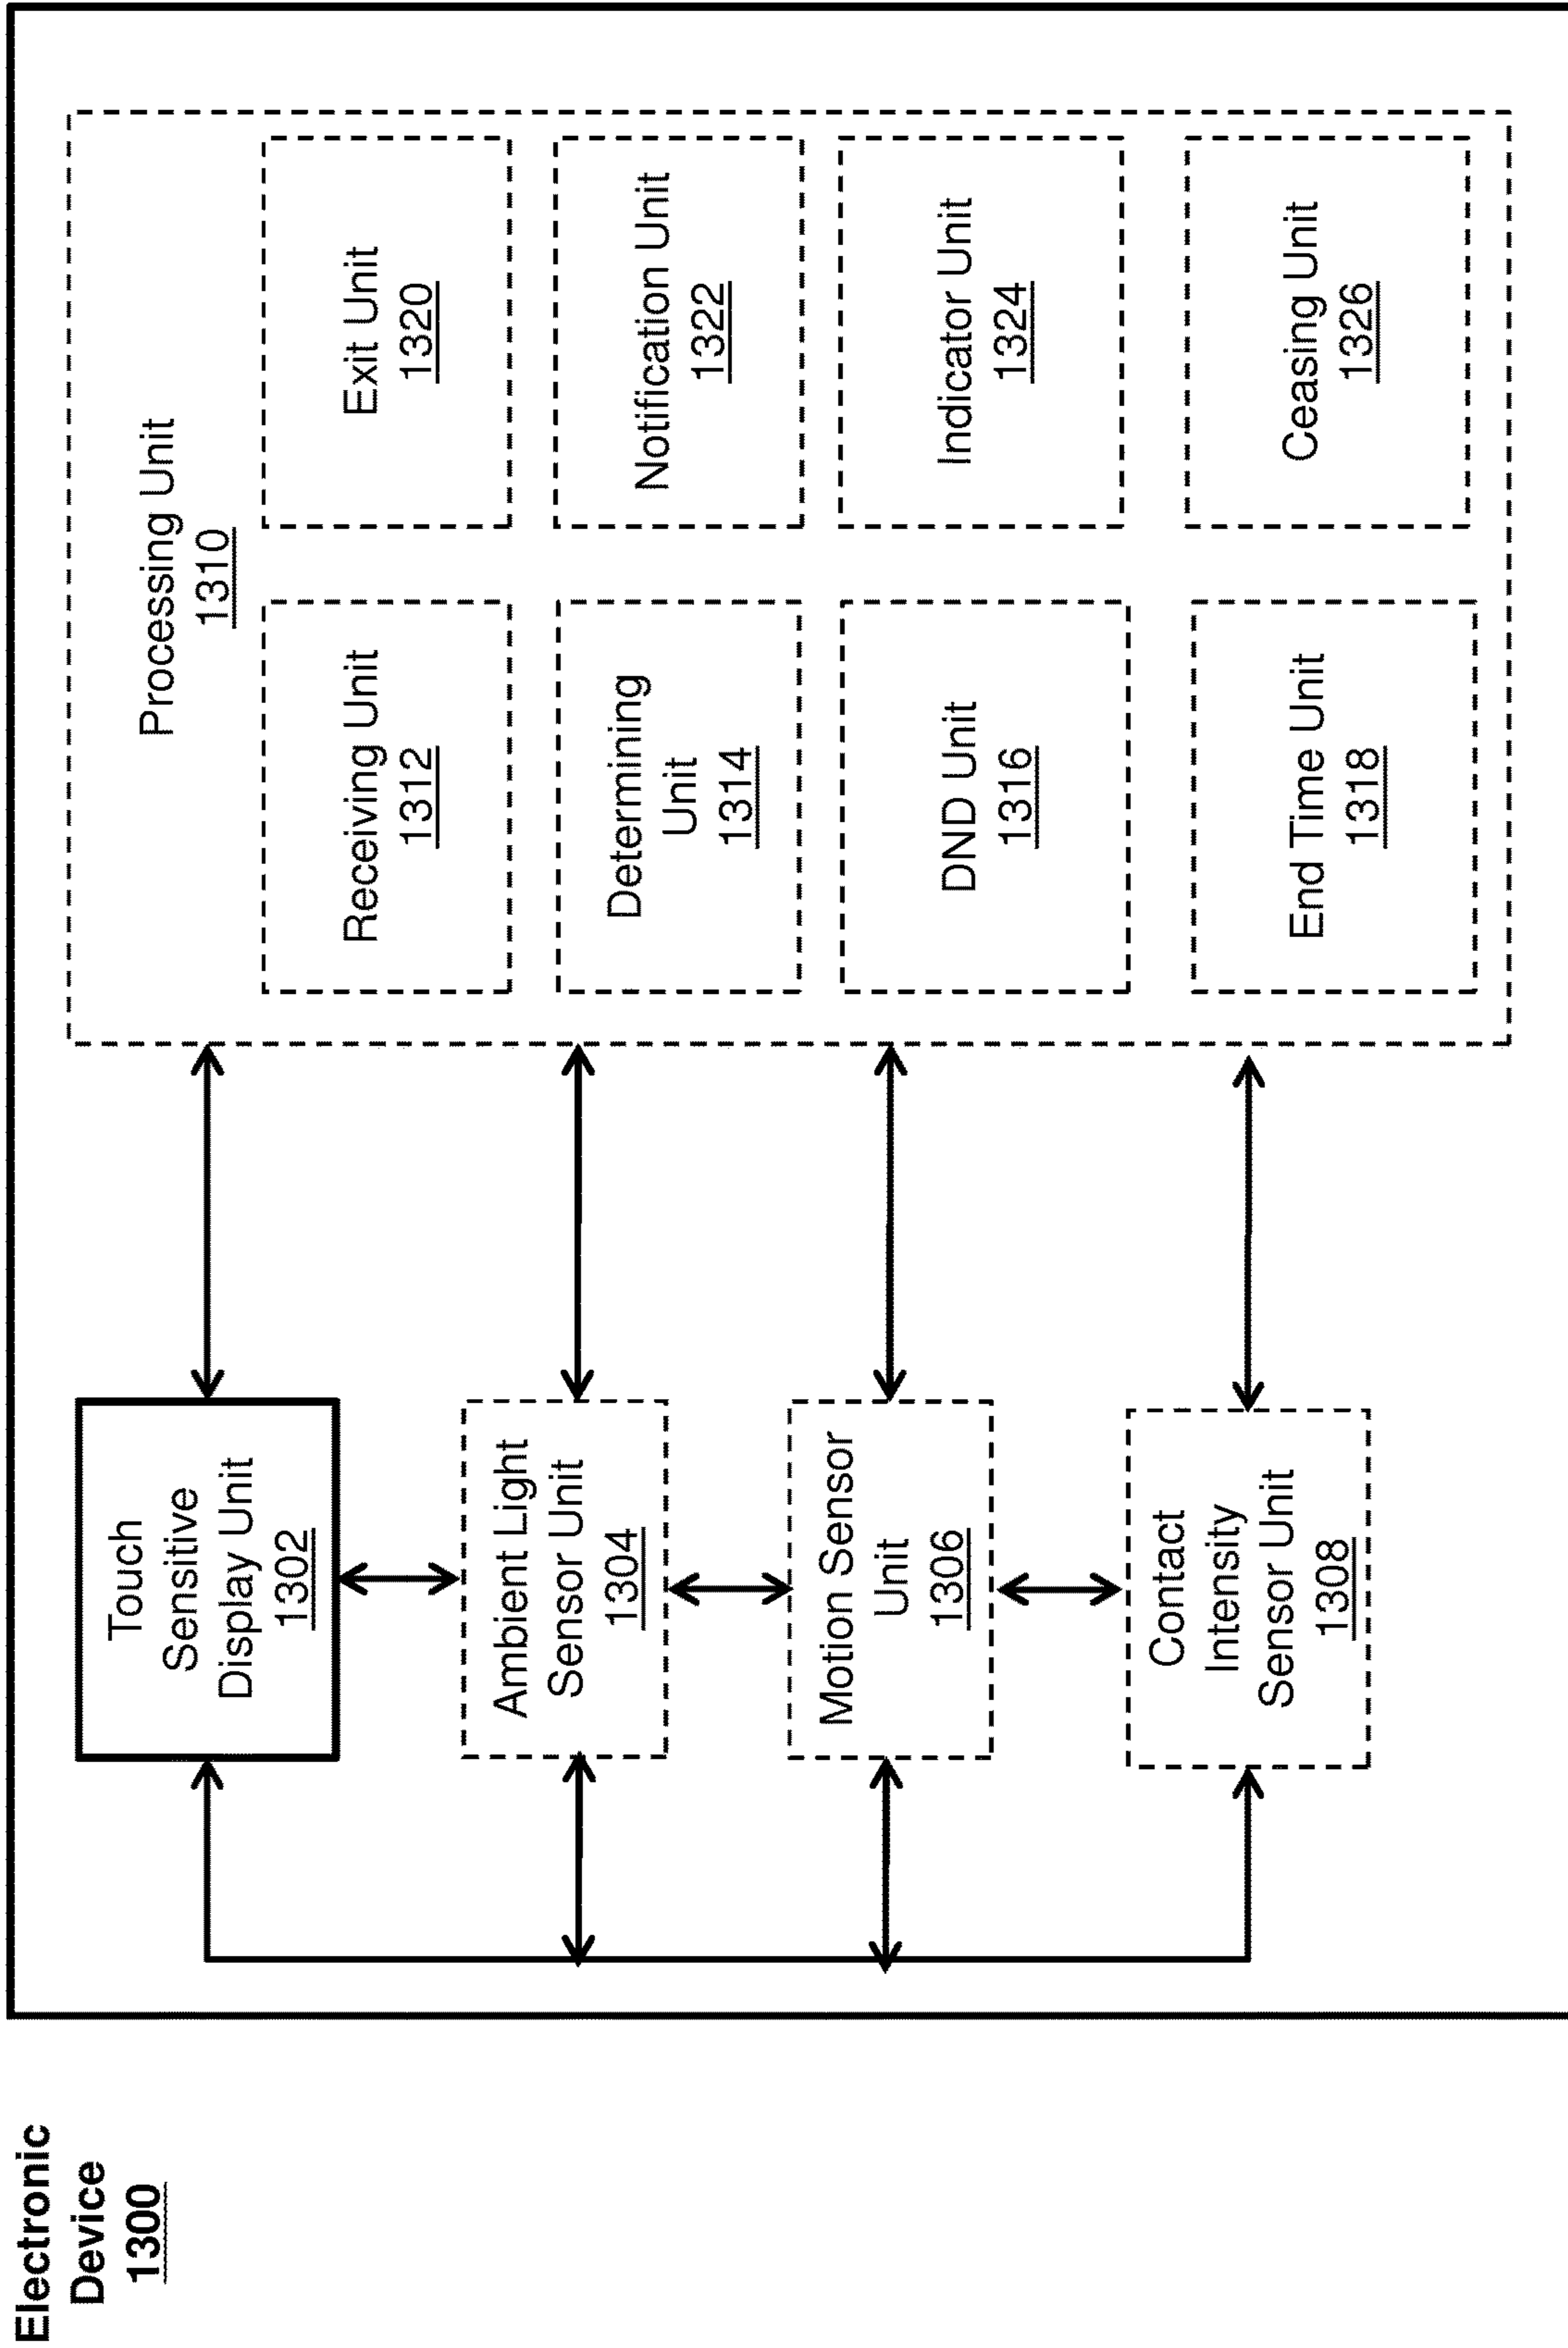 Electronic
Device
1300
Touch
Sensitive
Display Unit
1302
Ambient Light
Sensor Unit
1304
Motion Sensor
Unit
1306
Contact
Intensity
Sensor Unit
1308
Processing Unit
1310
Receiving Unit
1312
Determining
Unit
1314
DND Unit
1316
End Time Unit
1318
Exit Unit
1320
Notification Unit
1322
Indicator Unit
1324
Ceasing Unit
1326